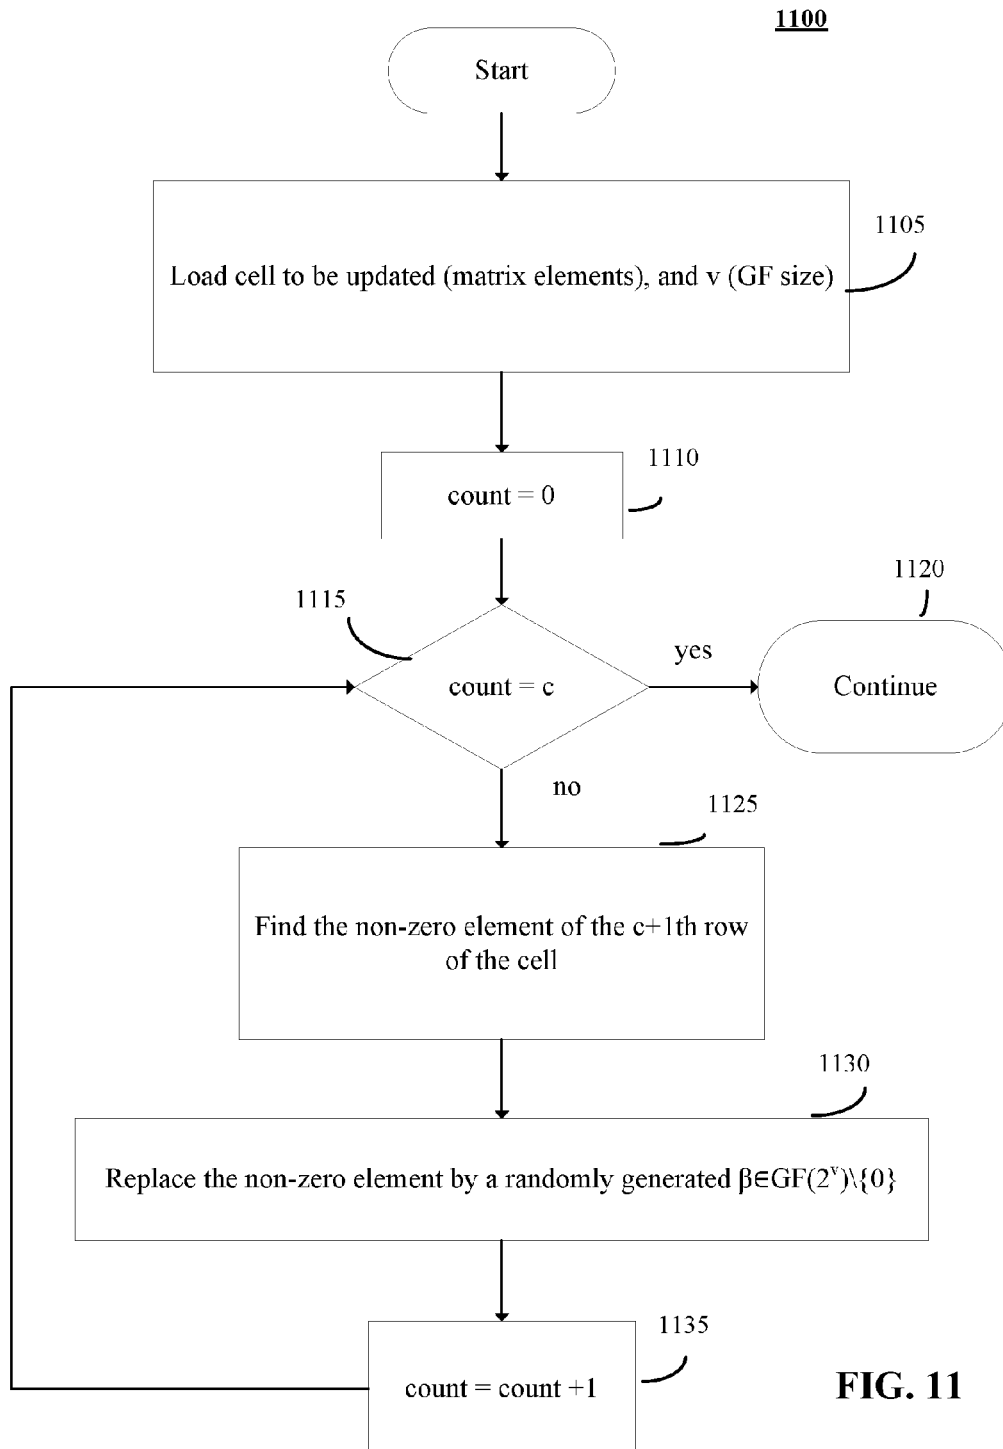 1100
Start
1105
Load cell to be updated (matrix elements), and v (GF size)
1110
count = 0
1120
1115
yes
count = c
Continue
no
1125
Find the non-zero element of the c+1th row
of the cell
1130
Replace the non-zero element by a randomly generated β∈GF(2ᵛ)\{0}
1135
count = count +1
FIG. 11